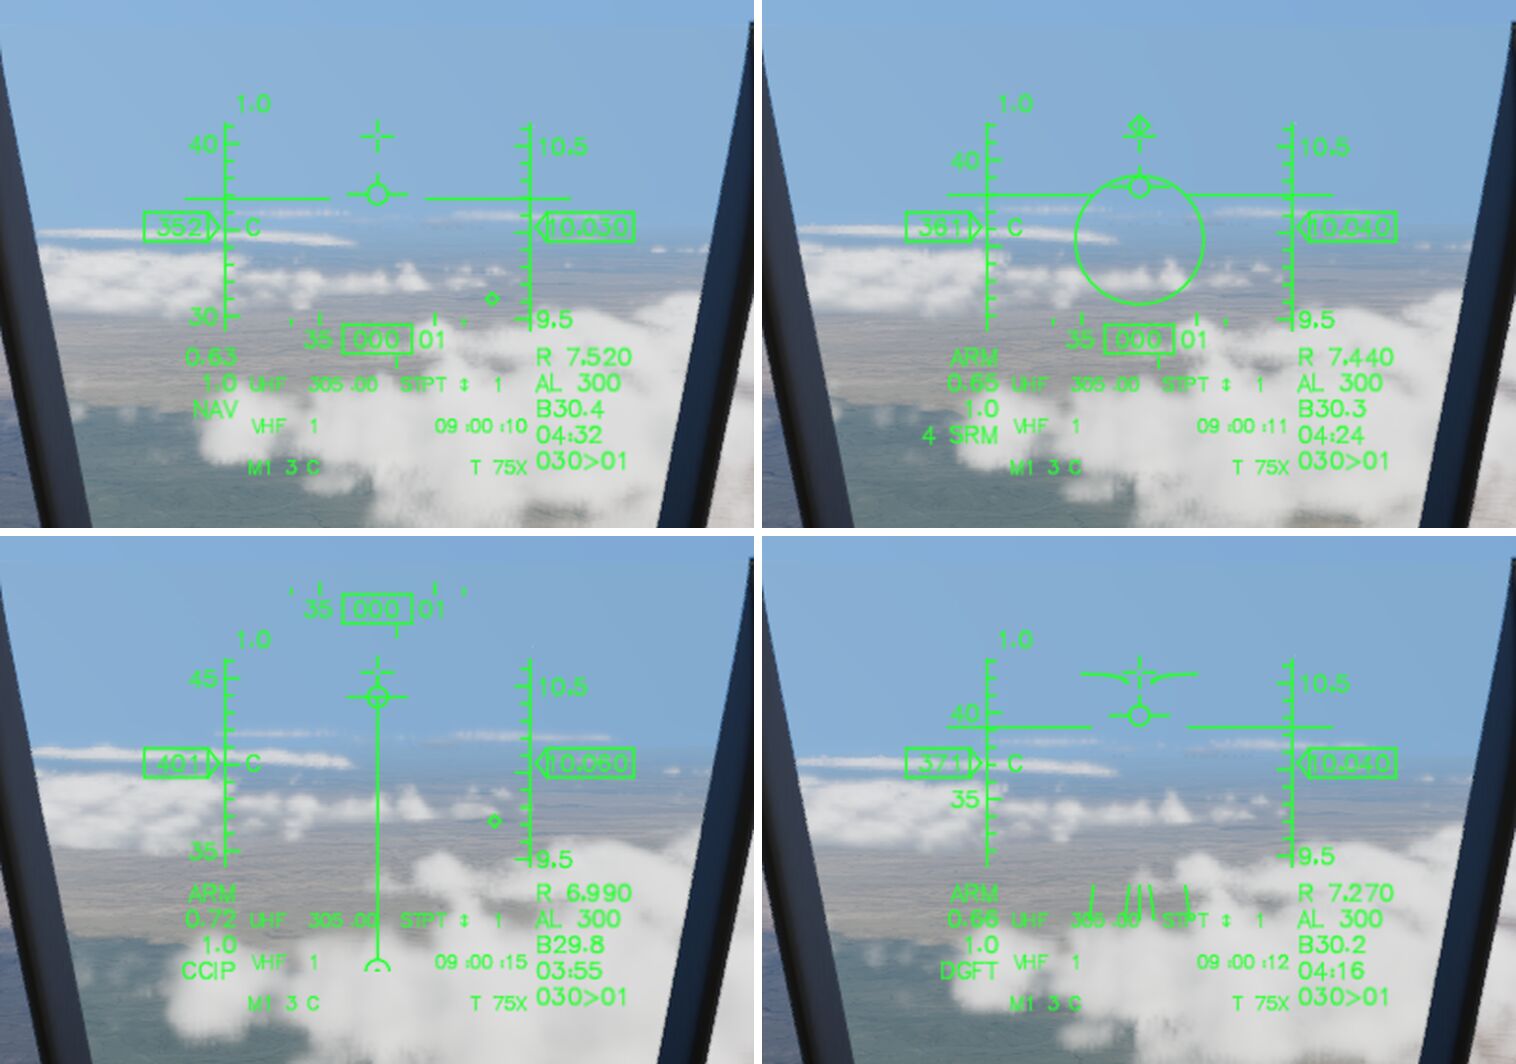 1.0
40
10.5
352 C 10.030
30
9.5
35 000 01
0.63 R 7.520
1.0 UHF 305.00 STPT ↕ 1 AL 300
NAV B30.4
VHF 1 09:00:10 04:32
M1 3 C T 75X 030>01
1.0
40
10.5
361 C 10.040
9.5
35 000 01
ARM R 7.440
0.65 UHF 305.00 STPT ↕ 1 AL 300
1.0 B30.3
4 SRM VHF 1 09:00:11 04:24
M1 3 C T 75X 030>01
35 000 01
1.0
45
10.5
401 C 10.060
35
9.5
ARM R 6.990
0.72 UHF 305.00 STPT ↕ 1 AL 300
1.0 B29.8
CCIP VHF 1 09:00:15 03:55
M1 3 C T 75X 030>01
1.0
10.5
40
371 C 10.040
35
9.5
ARM R 7.270
0.66 UHF 305.00 STPT ↕ 1 AL 300
1.0 B30.2
DGFT VHF 1 09:00:12 04:16
M1 3 C T 75X 030>01